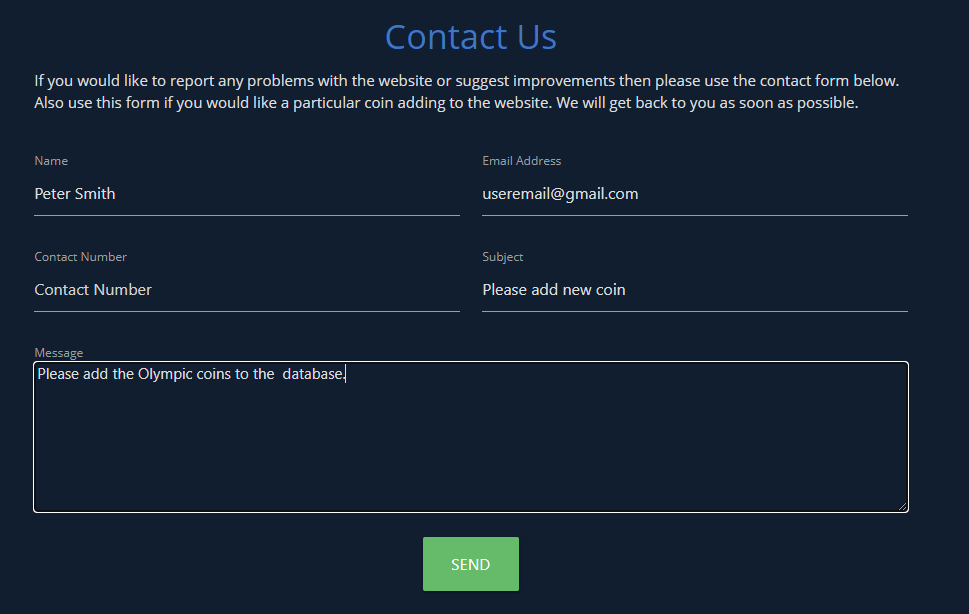 Contact Us
If you would like to report any problems with the website or suggest improvements then please use the contact form below.
Also use this form if you would like a particular coin adding to the website. We will get back to you as soon as possible.
Name
Email Address
Peter Smith
useremail@gmail.com
Contact Number
Subject
Contact Number
Please add new coin
Message
Please add the Olympic coins to the  database.
SEND